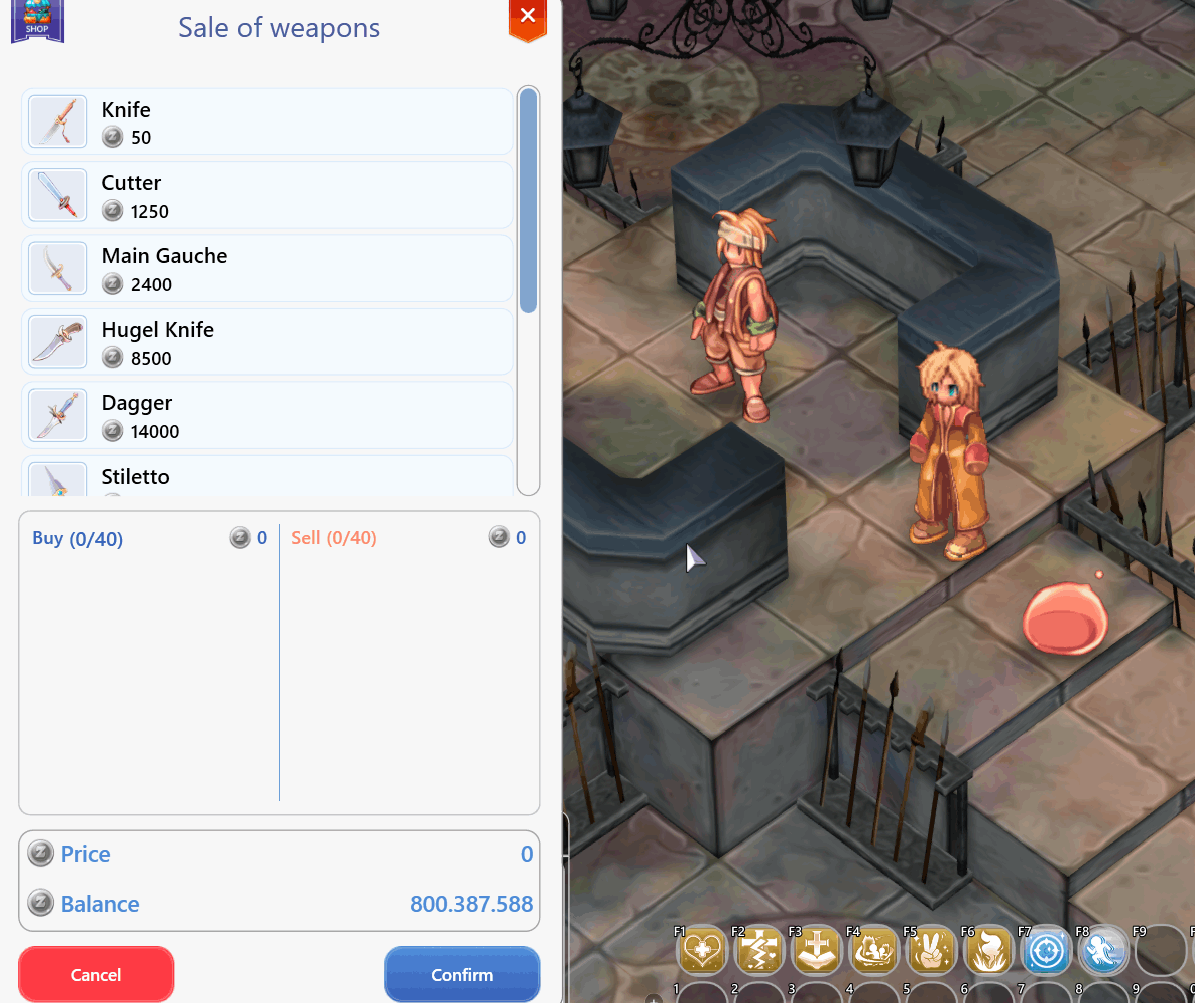 SHOP
Sale of weapons
Knife
50
Cutter
1250
Main Gauche
2400
Hugel Knife
8500
Dagger
14000
Stiletto
Buy (0/40) 0 Sell (0/40) 0
Price 0
Balance 800.387.588
Cancel Confirm
F1 F2 F3 F4 F5 F6 F7 F8 F9 F
1 2 3 4 5 6 7 8 9 0